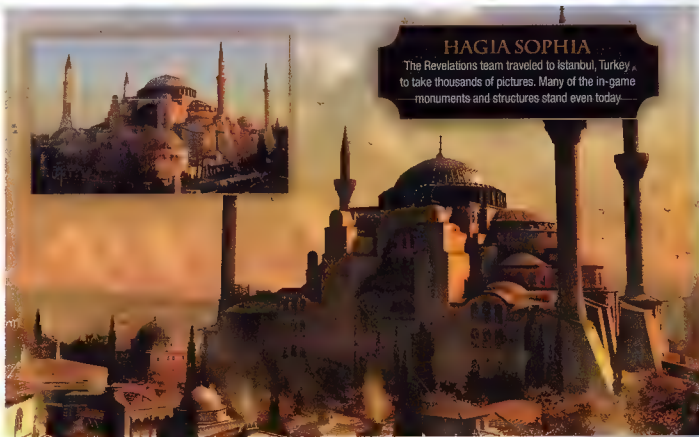 HAGIA SOPHIA
The Revelations team traveled to Istanbul, Turkey
to take thousands of pictures. Many of the in-game
monuments and structures stand even today